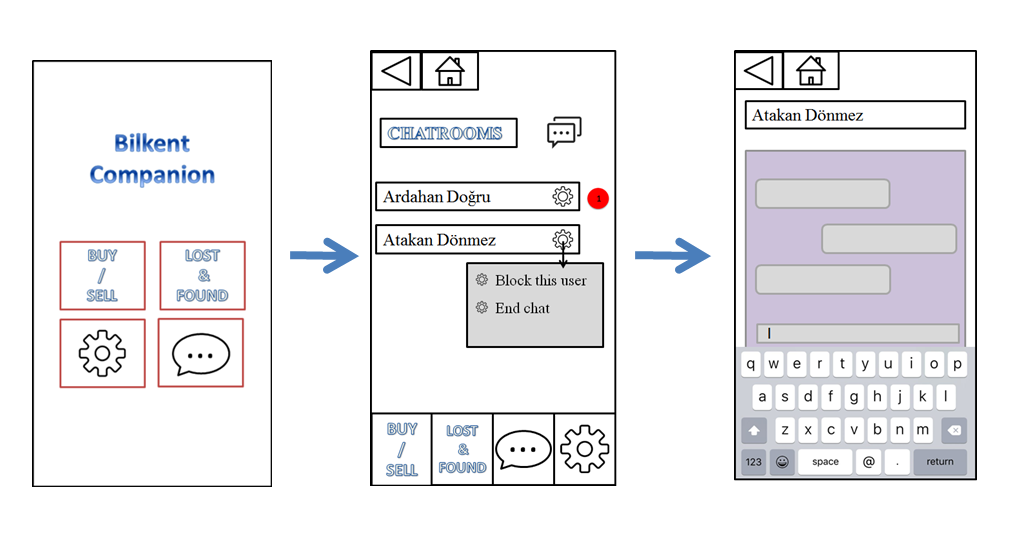 Bilkent
Companion
BUY
/
SELL
LOST
&
FOUND
CHATROOMS
Ardahan Doğru
1
Atakan Dönmez
Block this user
End chat
BUY
/
SELL
LOST
&
FOUND
Atakan Dönmez
I
q w e r t y u i o p
a s d f g h j k l
z x c v b n m
123 space @ . return